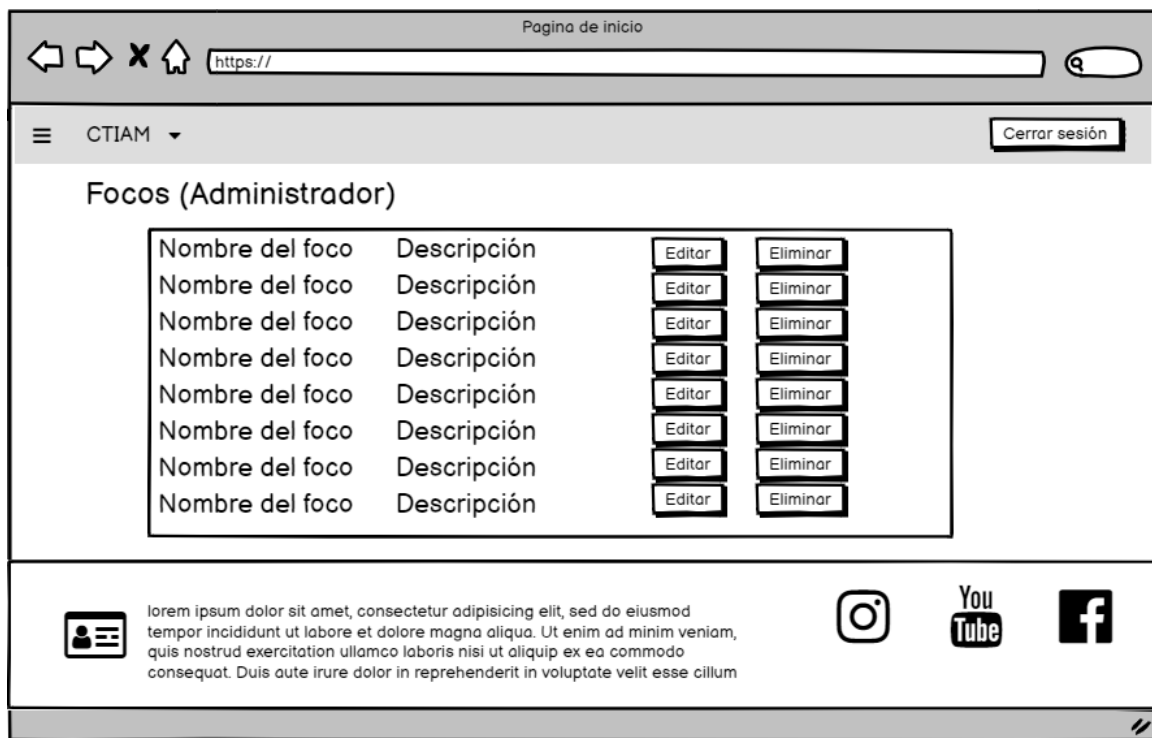 Pagina de inicio
https://
CTIAM
Cerrar sesión
Focos (Administrador)
Nombre del foco Descripción Editar Eliminar
Nombre del foco Descripción Editar Eliminar
Nombre del foco Descripción Editar Eliminar
Nombre del foco Descripción Editar Eliminar
Nombre del foco Descripción Editar Eliminar
Nombre del foco Descripción Editar Eliminar
Nombre del foco Descripción Editar Eliminar
Nombre del foco Descripción Editar Eliminar
lorem ipsum dolor sit amet, consectetur adipisicing elit, sed do eiusmod
tempor incididunt ut labore et dolore magna aliqua. Ut enim ad minim veniam,
quis nostrud exercitation ullamco laboris nisi ut aliquip ex ea commodo
consequat. Duis aute irure dolor in reprehenderit in voluptate velit esse cillum
You
Tube